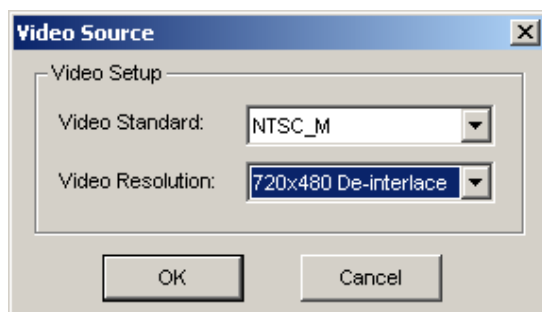 Video Source
Video Setup
Video Standard: NTSC_M
Video Resolution: 720x480 De-interlace
OK Cancel